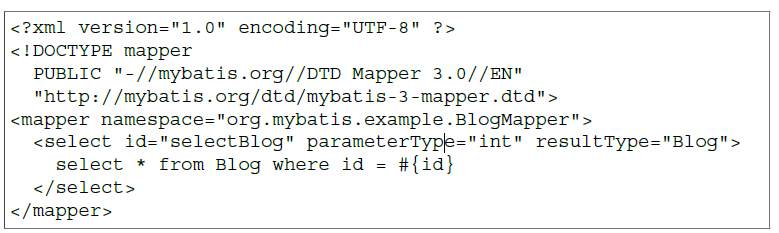 <?xml version="1.0" encoding="UTF-8" ?>
<!DOCTYPE mapper
PUBLIC "-//mybatis.org//DTD Mapper 3.0//EN"
"http://mybatis.org/dtd/mybatis-3-mapper.dtd">
<mapper namespace="org.mybatis.example.BlogMapper">
<select id="selectBlog" parameterType="int" resultType="Blog">
select * from Blog where id = #{id}
</select>
</mapper>